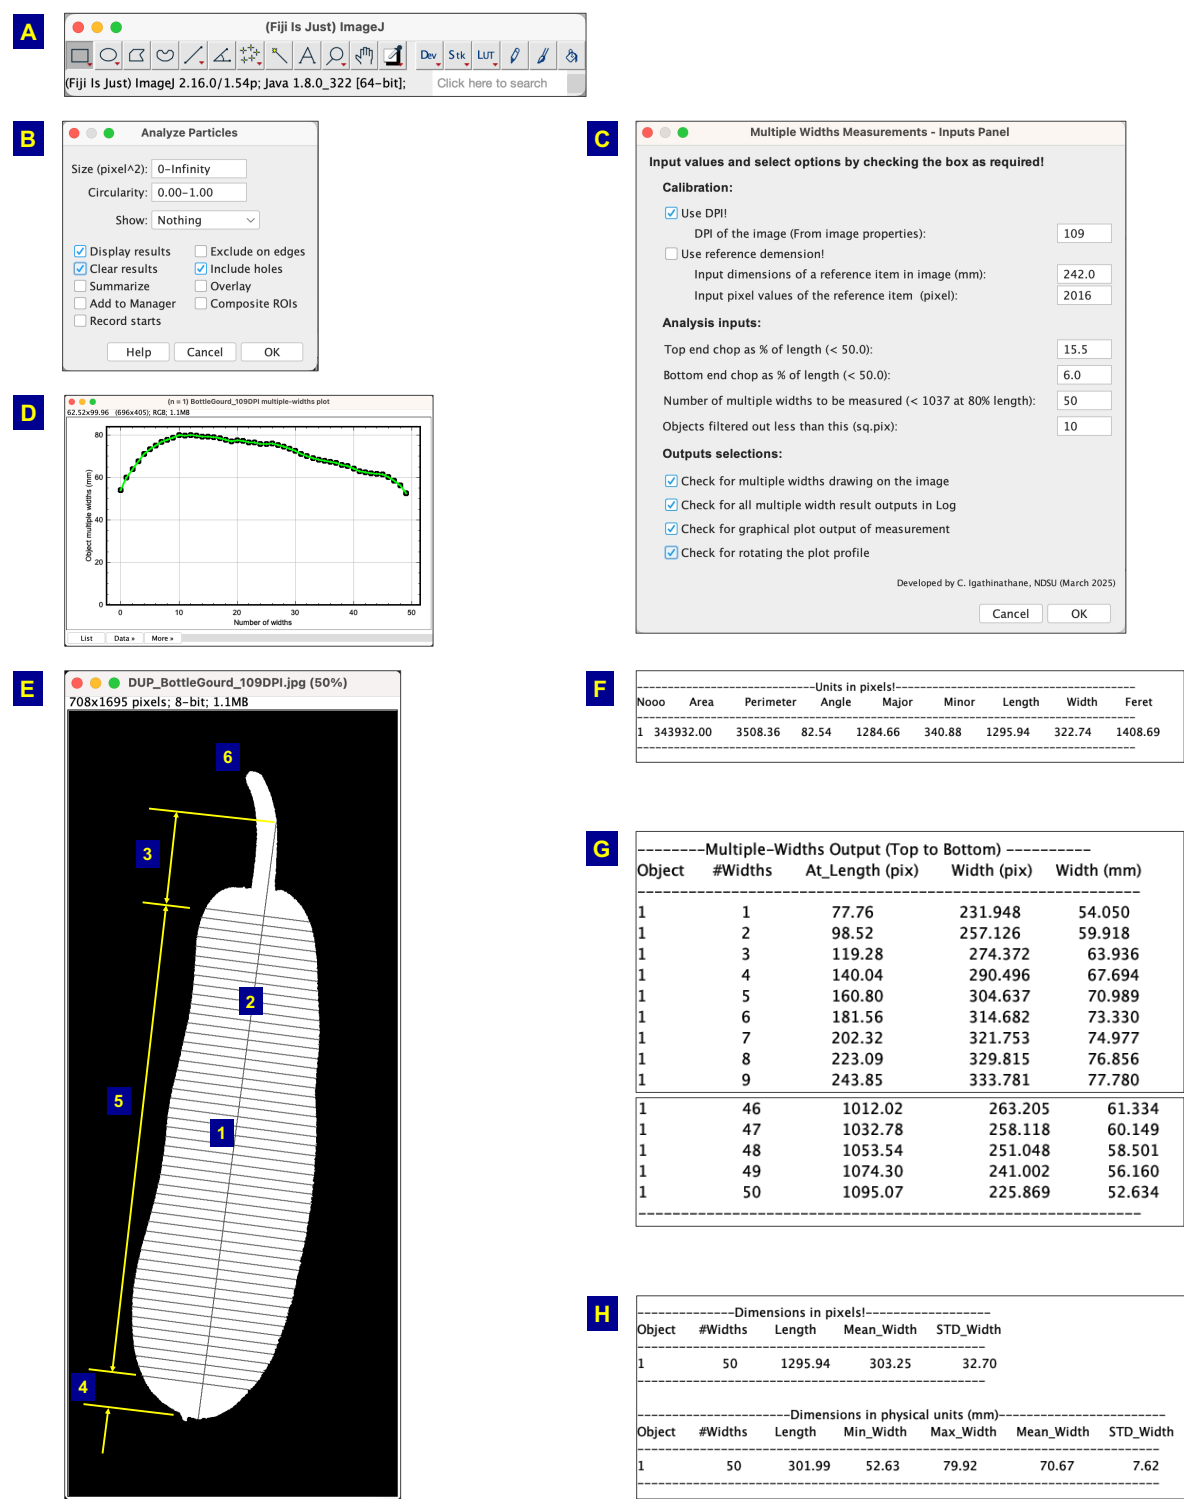 A
(Fiji Is Just) ImageJ
Dev Stk LUT
(Fiji Is Just) ImageJ 2.16.0/1.54p; Java 1.8.0_322 [64-bit]; Click here to search
B
Analyze Particles
Size (pixel^2): 0-Infinity
Circularity: 0.00-1.00
Show: Nothing
Display results Exclude on edges
Clear results Include holes
Summarize Overlay
Add to Manager Composite ROIs
Record starts
Help Cancel OK
C
Multiple Widths Measurements - Inputs Panel
Input values and select options by checking the box as required!
Calibration:
Use DPI!
DPI of the image (From image properties): 109
Use reference demension!
Input dimensions of a reference item in image (mm): 242.0
Input pixel values of the reference item (pixel): 2016
Analysis inputs:
Top end chop as % of length (< 50.0): 15.5
Bottom end chop as % of length (< 50.0): 6.0
Number of multiple widths to be measured (< 1037 at 80% length): 50
Objects filtered out less than this (sq.pix): 10
Outputs selections:
Check for multiple widths drawing on the image
Check for all multiple width result outputs in Log
Check for graphical plot output of measurement
Check for rotating the plot profile
Developed by C. Igathinathane, NDSU (March 2025)
Cancel OK
D
(n = 1) BottleGourd_109DPI multiple-widths plot
62.52x99.96 (696x405); RGB; 1.1MB
80
60
40
20
0
Object multiple widths (mm)
0 10 20 30 40 50
Number of widths
List Data » More »
E
DUP_BottleGourd_109DPI.jpg (50%)
708x1695 pixels; 8-bit; 1.1MB
6
3
2
5
1
4
F
-----------------------------Units in pixels!---------------------------------------
Nooo Area Perimeter Angle Major Minor Length Width Feret
1 343932.00 3508.36 82.54 1284.66 340.88 1295.94 322.74 1408.69
G
--------Multiple-Widths Output (Top to Bottom) ----------
Object #Widths At_Length (pix) Width (pix) Width (mm)
1 1 77.76 231.948 54.050
1 2 98.52 257.126 59.918
1 3 119.28 274.372 63.936
1 4 140.04 290.496 67.694
1 5 160.80 304.637 70.989
1 6 181.56 314.682 73.330
1 7 202.32 321.753 74.977
1 8 223.09 329.815 76.856
1 9 243.85 333.781 77.780
1 46 1012.02 263.205 61.334
1 47 1032.78 258.118 60.149
1 48 1053.54 251.048 58.501
1 49 1074.30 241.002 56.160
1 50 1095.07 225.869 52.634
H
--------------Dimensions in pixels!------------------
Object #Widths Length Mean_Width STD_Width
1 50 1295.94 303.25 32.70
----------------------Dimensions in physical units (mm)------------------------
Object #Widths Length Min_Width Max_Width Mean_Width STD_Width
1 50 301.99 52.63 79.92 70.67 7.62